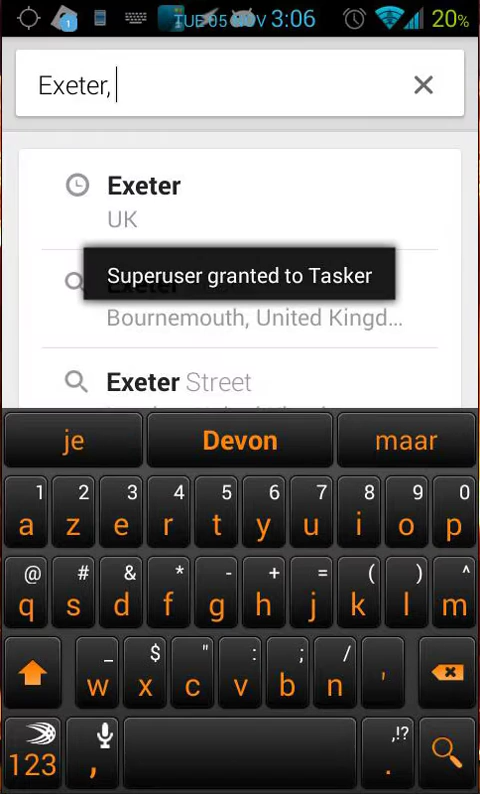 TUE 05 NOV 3:06 20%
Exeter,
Exeter
UK
Superuser granted to Tasker
Bournemouth, United Kingd...
Exeter Street
je Devon maar
1 2 3 4 5 6 7 8 9 0
a z e r t y u i o p
@ # & * - + = ( ) ^
q s d f g h j k l m
_ $ " : ; /
w x c v b n '
,!?
123 , .